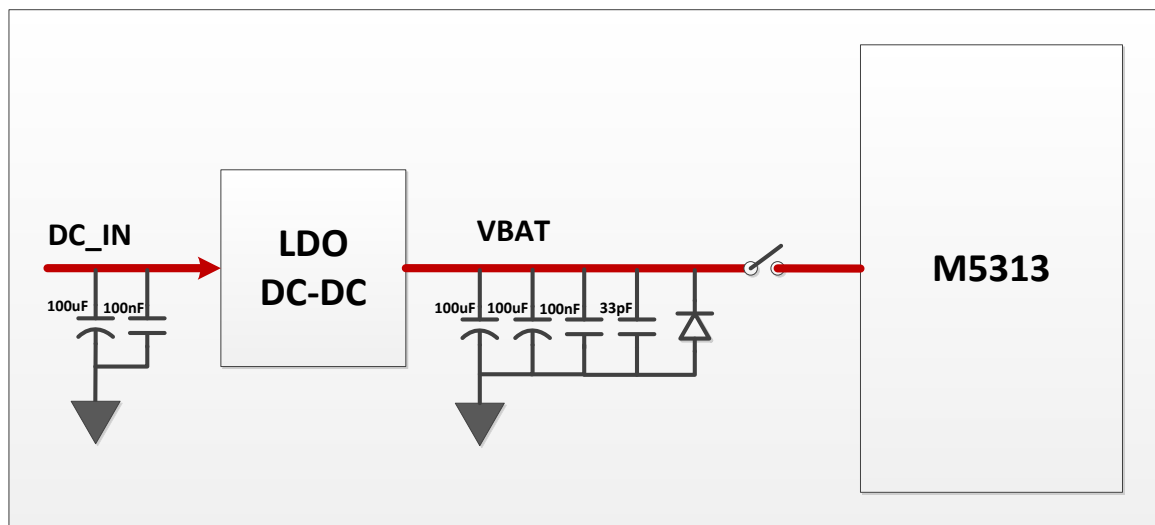 DC_IN
100uF
100nF
LDO
DC-DC
VBAT
100uF
100uF
100nF
33pF
M5313